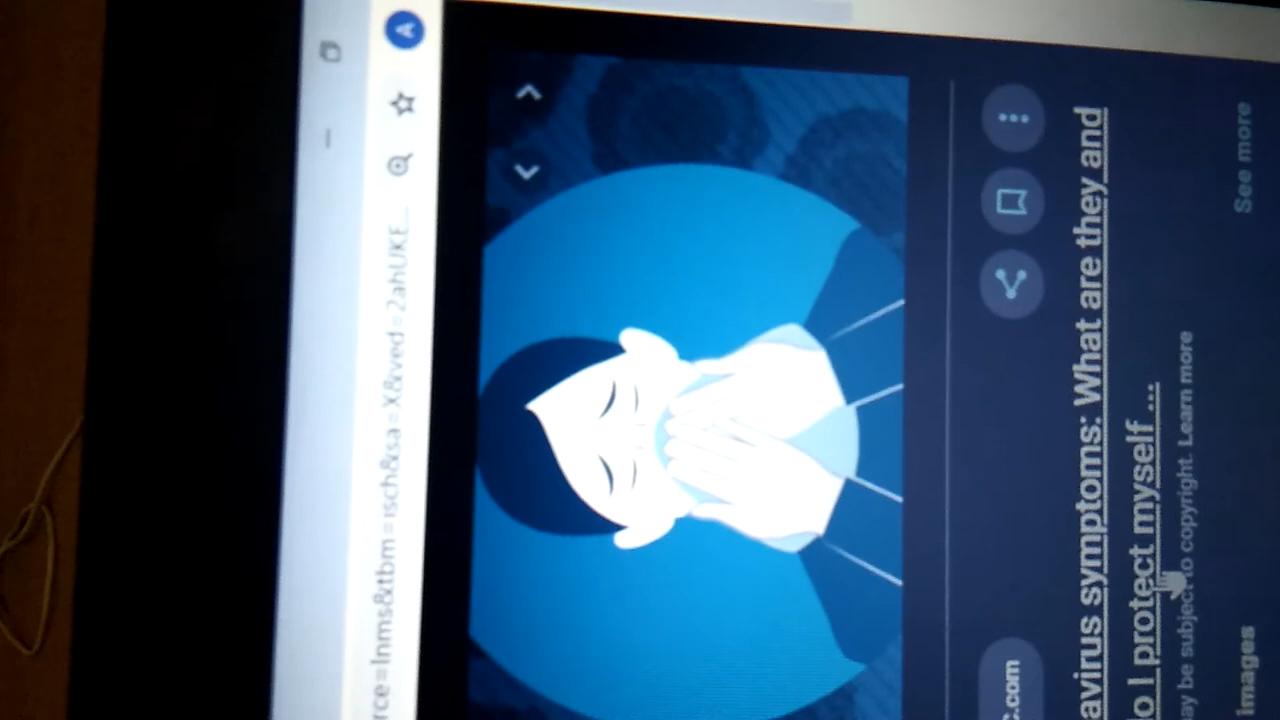 A
rce=lnms&tbm=isch&sa=X&ved=2ahUKE...
avirus symptoms: What are they and
o I protect myself ...
c.com
ay be subject to copyright. Learn more
images
See more